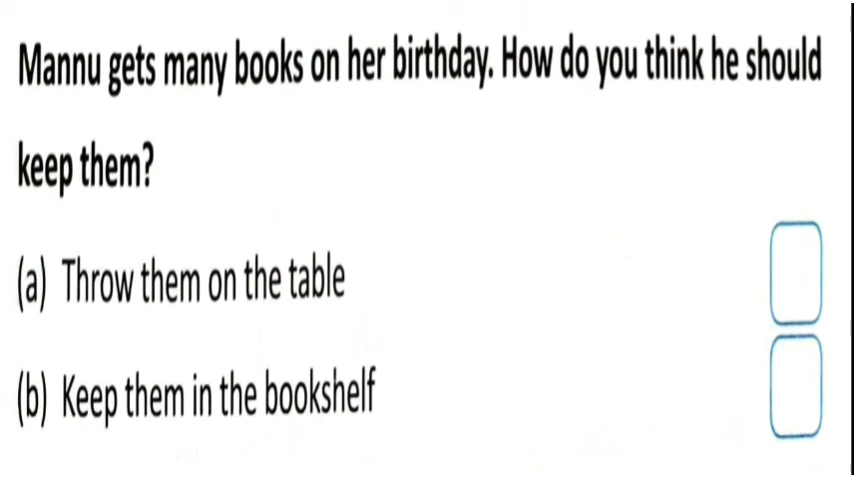 Mannu gets many books on her birthday. How do you think he should
keep them?
(a) Throw them on the table
(b) Keep them in the bookshelf